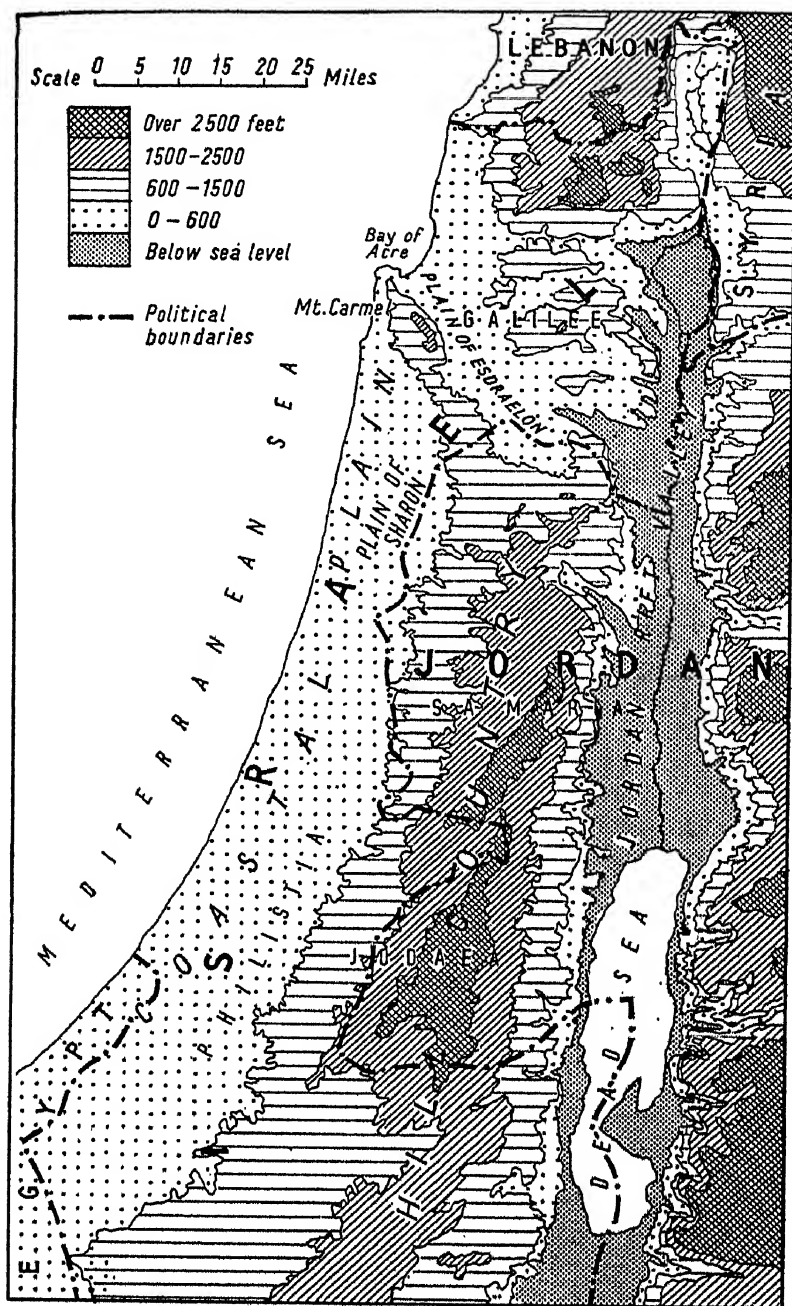 LEBANON
Scale 0 5 10 15 20 25 Miles
Over 2500 feet
1500-2500
600-1500
0-600
Below sea level
Political
boundaries
SYRIA
Bay of
Acre
Mt. Carmel
GALILEE
PLAIN OF ESDRAELON
MEDITERRANEAN SEA
ISRAEL
COASTAL PLAIN
PLAIN OF
SHARON
JORDAN
SAMARIA
JORDAN RIFT VALLEY
HILL COUNTRY
PHILISTIA
JUDAEA
DEAD SEA
EGYPT